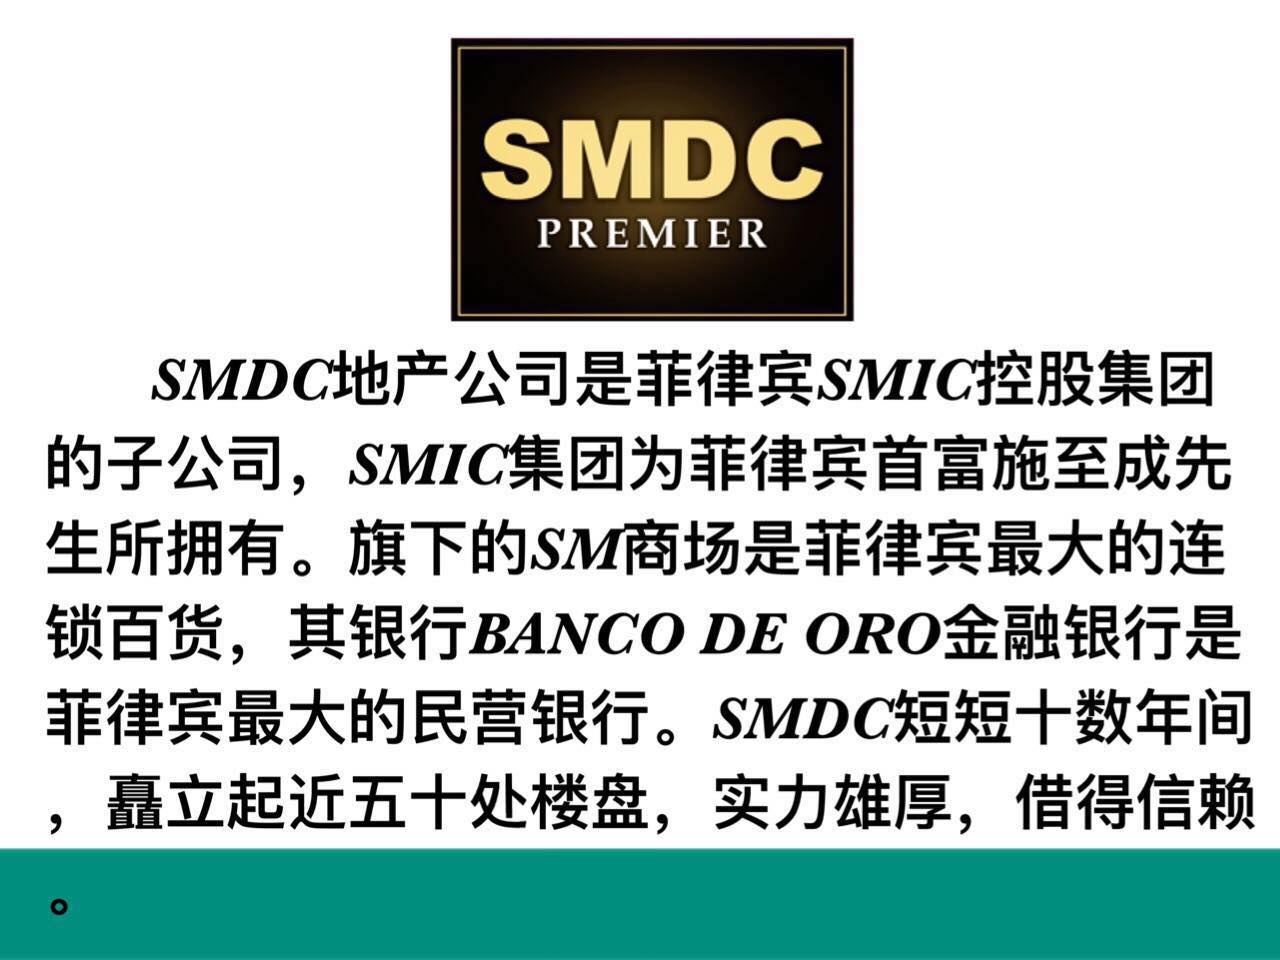 SMDC
PREMIER
SMDC地产公司是菲律宾SMIC控股集团
的子公司，SMIC集团为菲律宾首富施至成先
生所拥有。旗下的SM商场是菲律宾最大的连
锁百货，其银行BANCO DE ORO金融银行是
菲律宾最大的民营银行。SMDC短短十数年间
，矗立起近五十处楼盘，实力雄厚，借得信赖
。